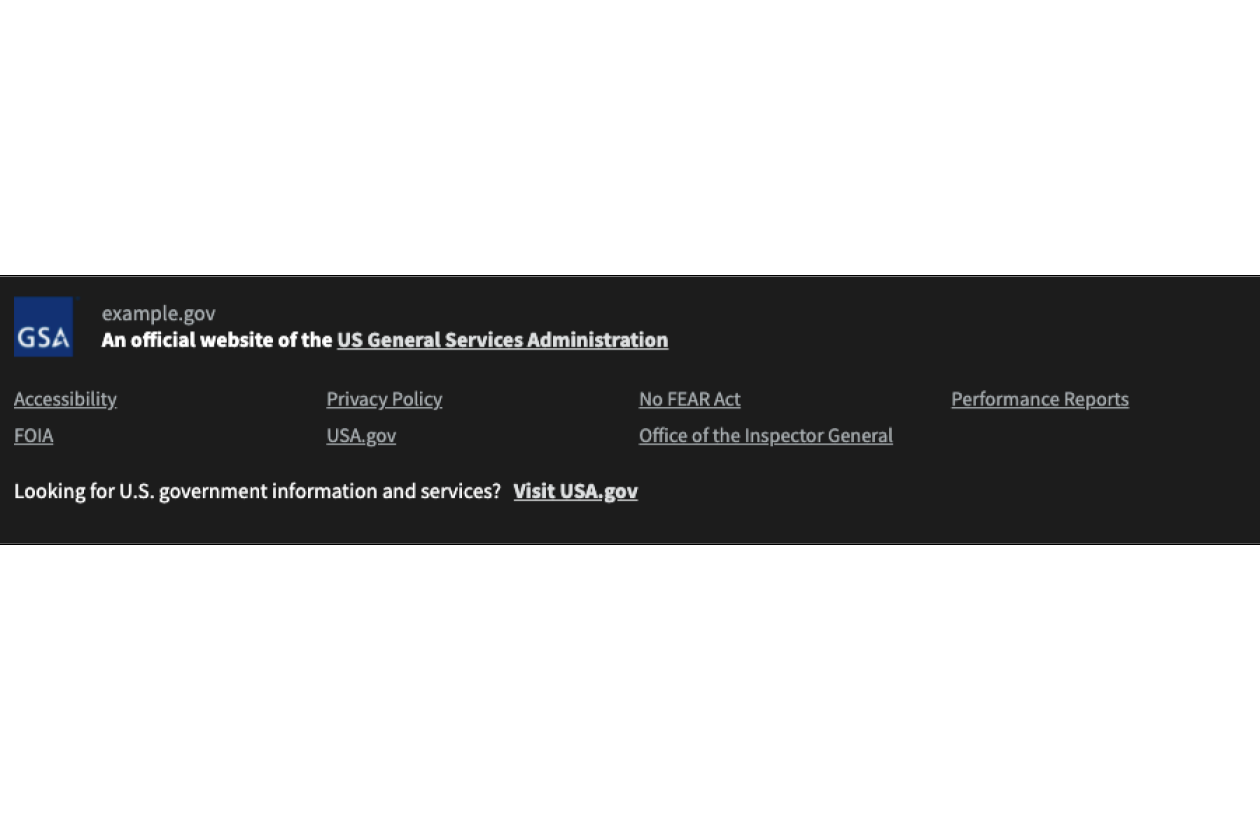 GSA
example.gov
An official website of the US General Services Administration
Accessibility Privacy Policy No FEAR Act Performance Reports
FOIA USA.gov Office of the Inspector General
Looking for U.S. government information and services? Visit USA.gov